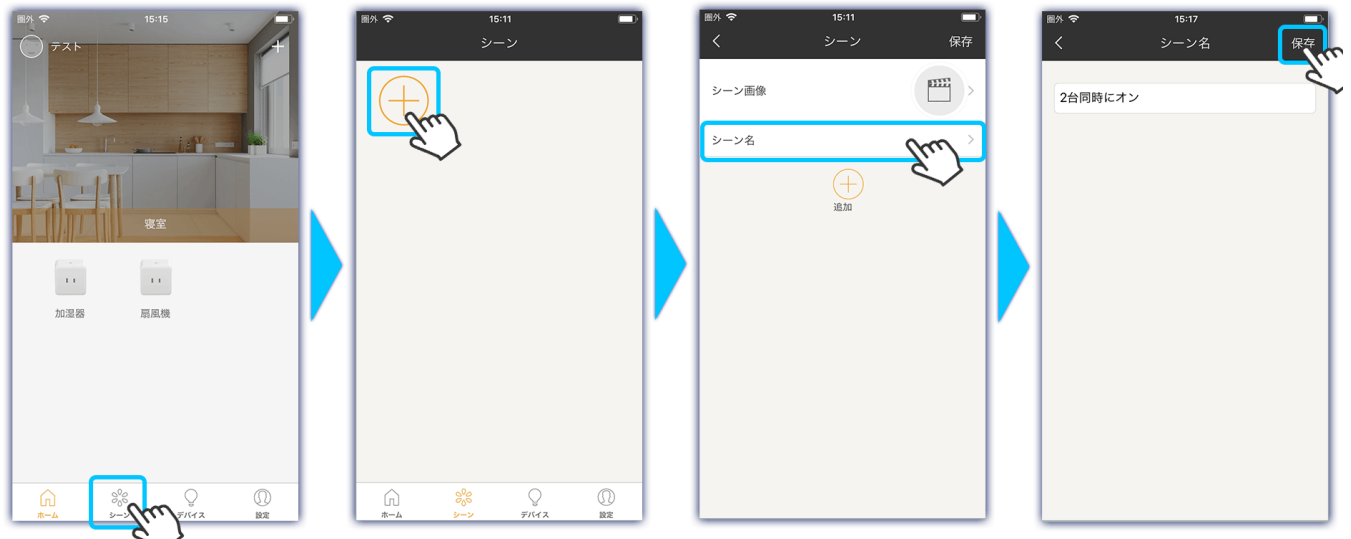 圏外 15:15
テスト
寝室
加湿器 扇風機
ホーム シーン デバイス 設定
圏外 15:11
シーン
ホーム シーン デバイス 設定
圏外 15:11
シーン 保存
シーン画像
シーン名
追加
圏外 15:17
シーン名 保存
2台同時にオン